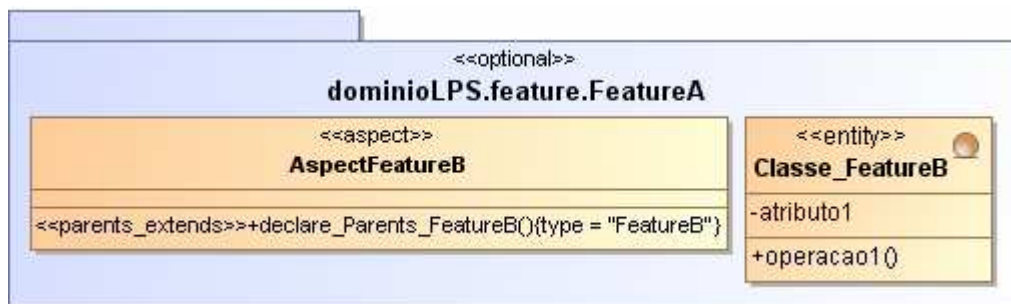 <<optional>>
dominioLPS.feature.FeatureA
<<aspect>>
AspectFeatureB
<<parents_extends>>+declare_Parents_FeatureB(){type = "FeatureB"}
<<entity>>
Classe_FeatureB
-atributo1
+operacao1()